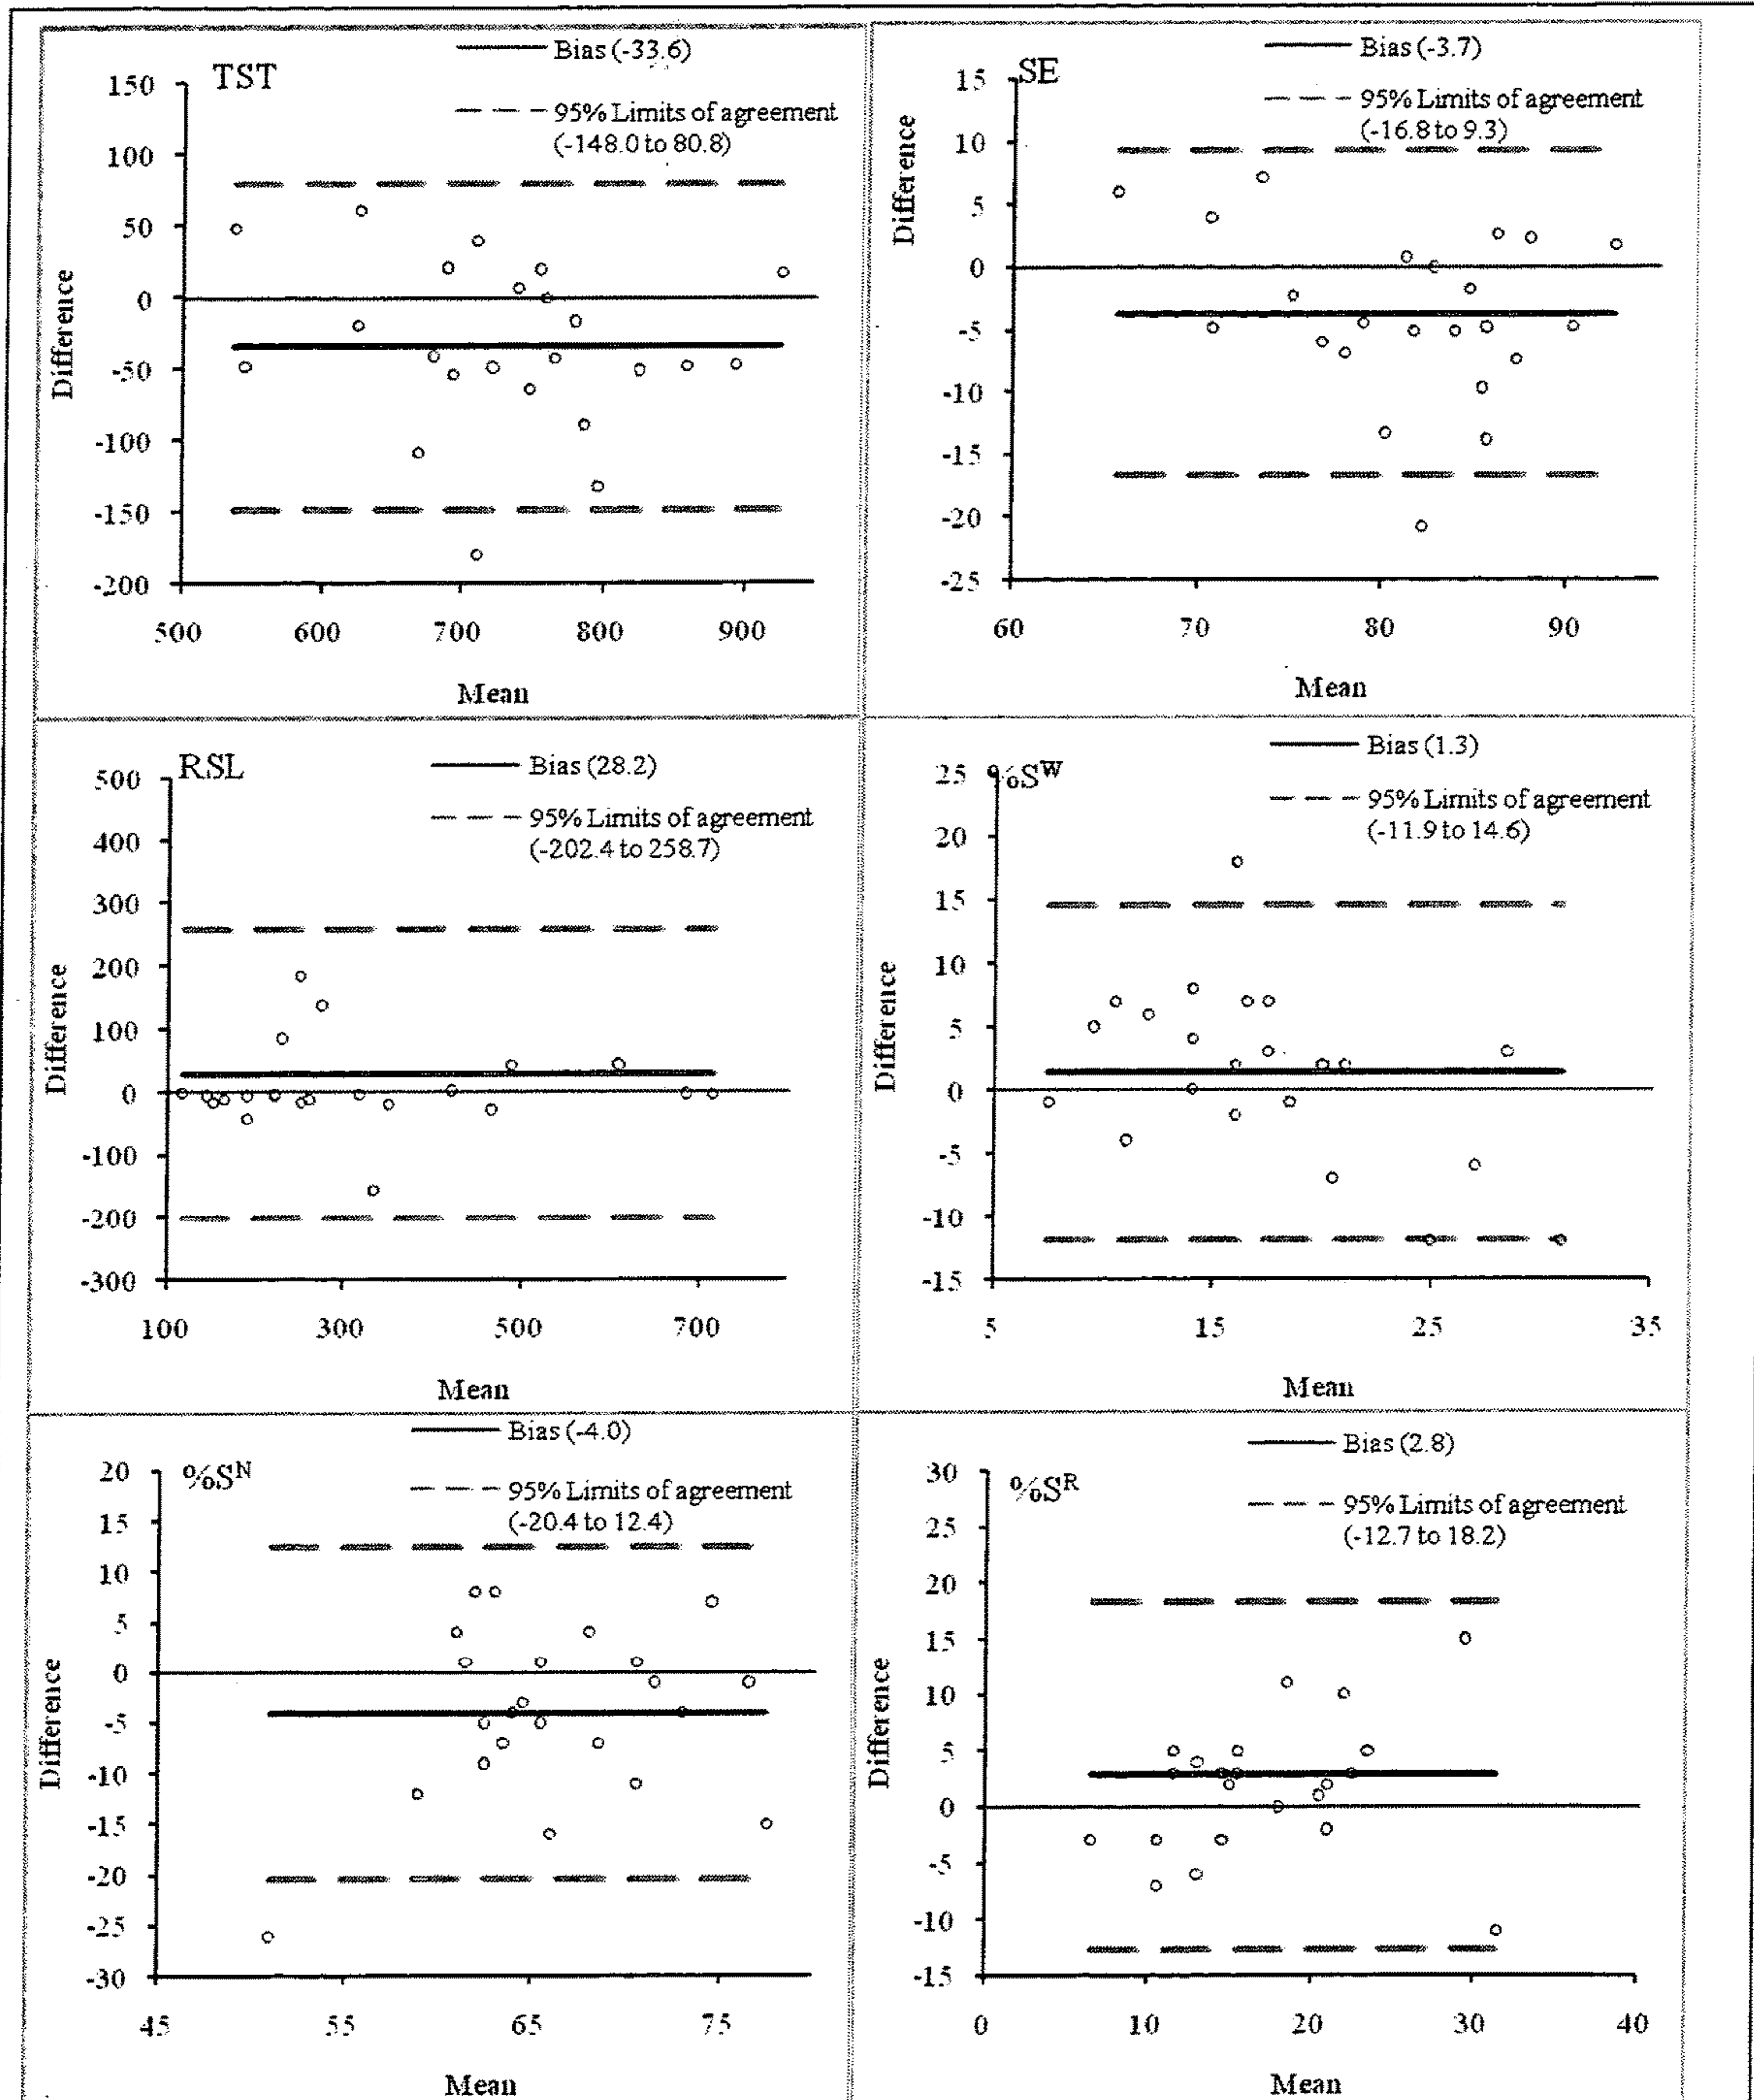 Bias (-33.6)
TST
95% Limits of agreement
(-148.0 to 80.8)
150
100
50
0
-50
-100
-150
-200
Difference
500 600 700 800 900
Mean
Bias (-3.7)
SE
95% Limits of agreement
(-16.8 to 9.3)
15
10
5
0
-5
-10
-15
-20
-25
Difference
60 70 80 90
Mean
RSL
Bias (28.2)
95% Limits of agreement
(-202.4 to 258.7)
500
400
300
200
100
0
-100
-200
-300
Difference
100 300 500 700
Mean
Bias (1.3)
%Sᵂ
95% Limits of agreement
(-11.9 to 14.6)
25
20
15
10
5
0
-5
-10
-15
Difference
5 15 25 35
Mean
Bias (-4.0)
%Sᴺ
95% Limits of agreement
(-20.4 to 12.4)
20
15
10
5
0
-5
-10
-15
-20
-25
-30
Difference
45 55 65 75
Mean
Bias (2.8)
%Sᴿ
95% Limits of agreement
(-12.7 to 18.2)
30
25
20
15
10
5
0
-5
-10
-15
Difference
0 10 20 30 40
Mean